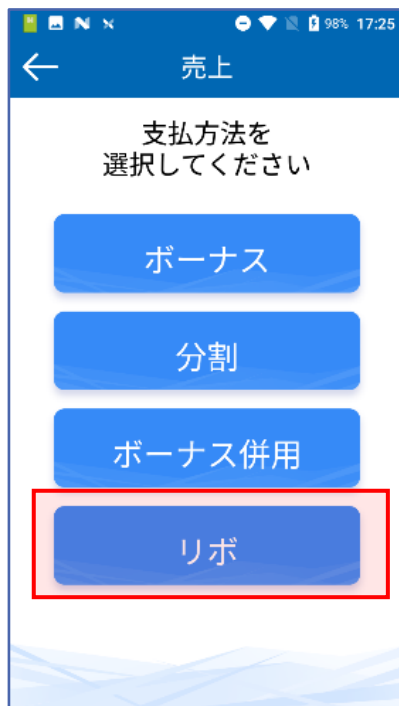 98% 17:25
売上
支払方法を
選択してください
ボーナス
分割
ボーナス併用
リボ